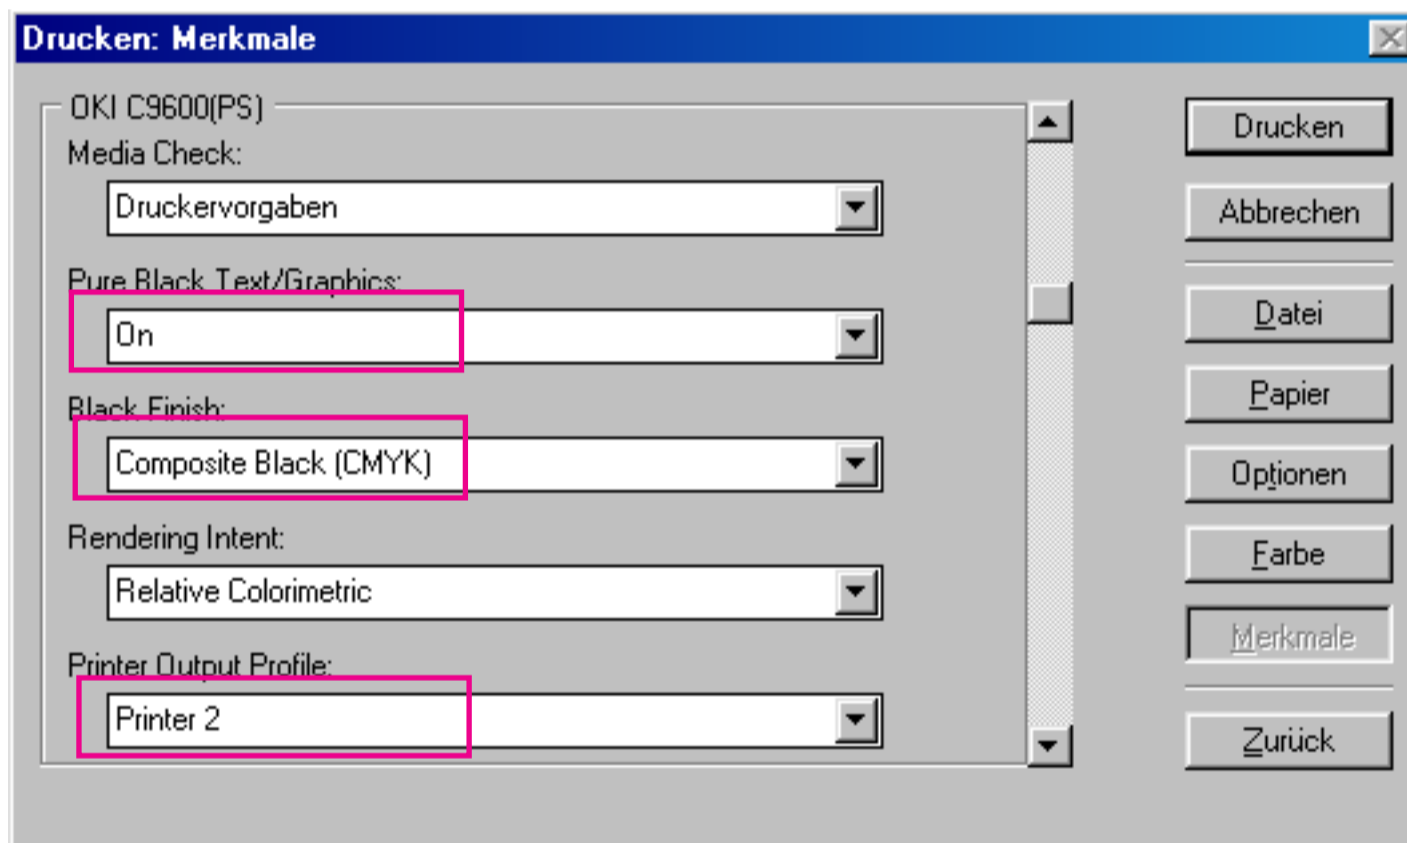 Drucken: Merkmale
OKI C9600(PS)
Media Check:
Druckervorgaben
Pure Black Text/Graphics:
On
Black Finish:
Composite Black (CMYK)
Rendering Intent:
Relative Colorimetric
Printer Output Profile:
Printer 2
Drucken
Abbrechen
Datei
Papier
Optionen
Farbe
Merkmale
Zurück